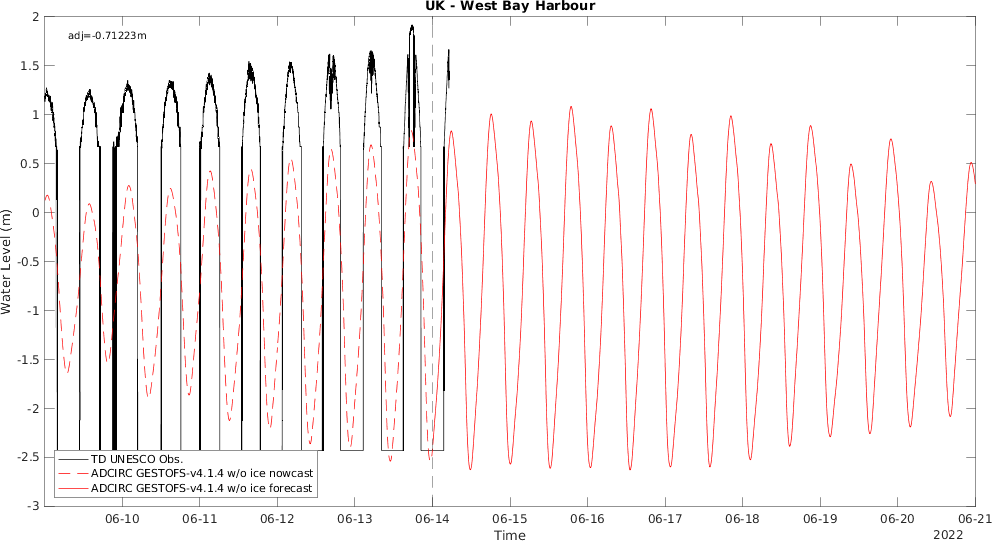 UK - West Bay Harbour
adj=-0.71223m
2
1.5
1
0.5
0
-0.5
-1
-1.5
-2
-2.5
-3
Water Level (m)
TD UNESCO Obs.
ADCIRC GESTOFS-v4.1.4 w/o ice nowcast
ADCIRC GESTOFS-v4.1.4 w/o ice forecast
06-10 06-11 06-12 06-13 06-14 06-15 06-16 06-17 06-18 06-19 06-20 06-21
Time
2022